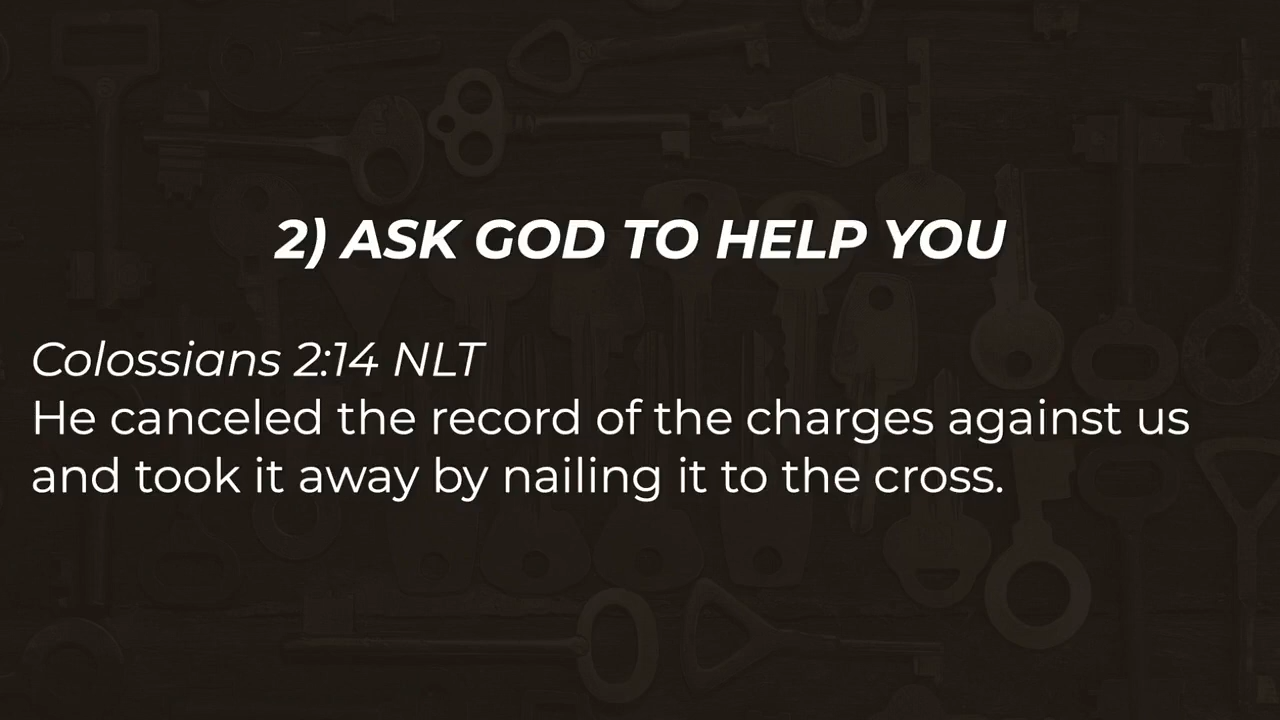 2) ASK GOD TO HELP YOU
Colossians 2:14 NLT
He canceled the record of the charges against us
and took it away by nailing it to the cross.